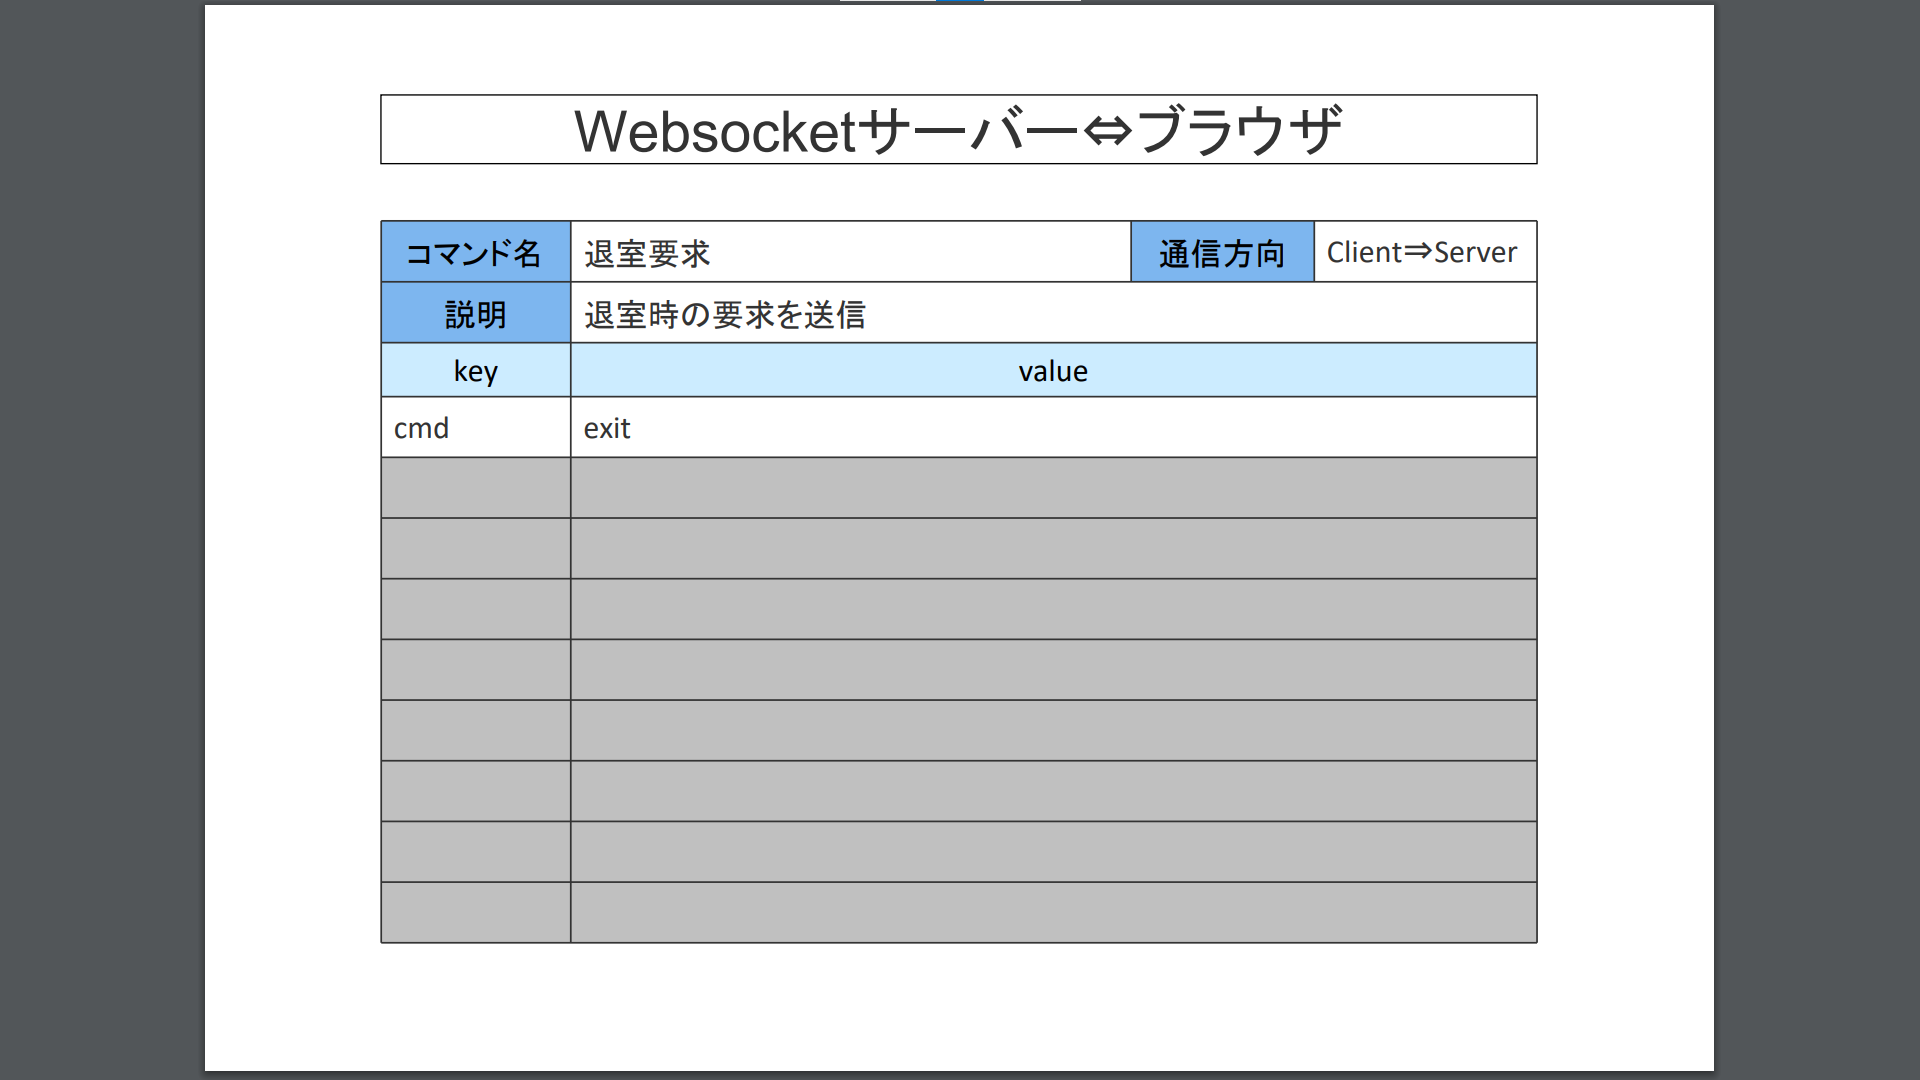 Websocketサーバー⇔ブラウザ
コマンド名 退室要求 通信方向 Client⇒Server
説明 退室時の要求を送信
key value
cmd exit